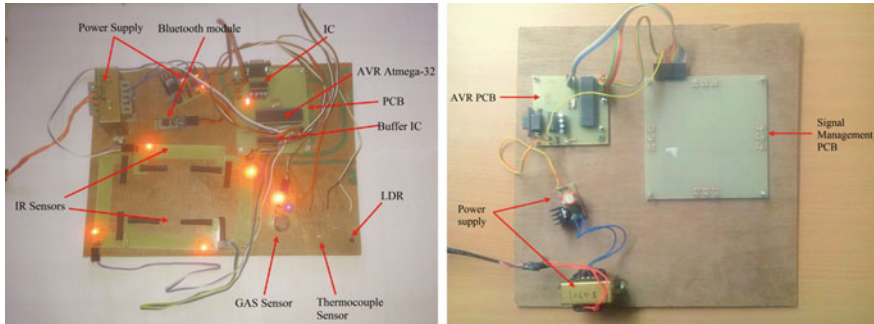 Power Supply
Bluetooth module
IC
AVR Atmega-32
PCB
Buffer IC
IR Sensors
LDR
GAS Sensor
Thermocouple
Sensor
AVR PCB
Signal
Management
PCB
Power
supply